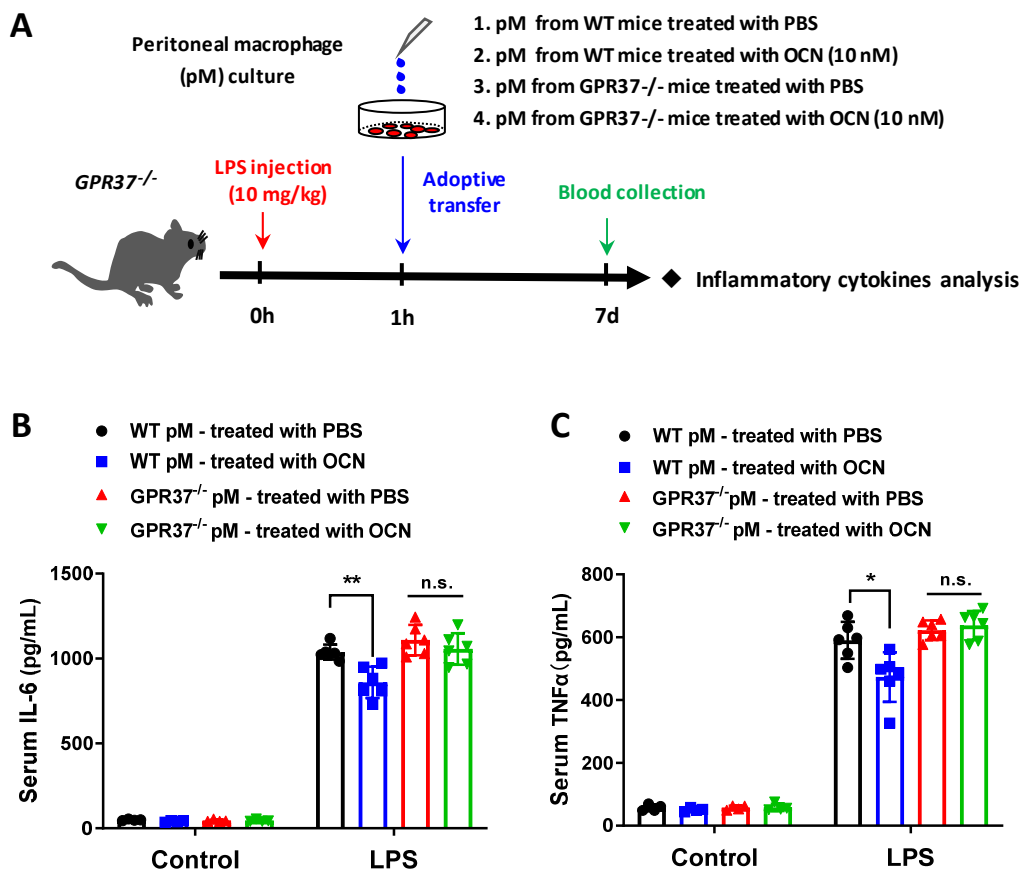 A
Peritoneal macrophage
(pM) culture
1. pM from WT mice treated with PBS
2. pM from WT mice treated with OCN (10 nM)
3. pM from GPR37-/- mice treated with PBS
4. pM from GPR37-/- mice treated with OCN (10 nM)
GPR37-/-
LPS injection
(10 mg/kg)
Adoptive
transfer
Blood collection
Inflammatory cytokines analysis
0h
1h
7d
B
WT pM - treated with PBS
WT pM - treated with OCN
GPR37-/- pM - treated with PBS
GPR37-/- pM - treated with OCN
Serum IL-6 (pg/mL)
1500
1000
500
0
**
n.s.
Control
LPS
C
WT pM - treated with PBS
WT pM - treated with OCN
GPR37-/-pM - treated with PBS
GPR37-/- pM - treated with OCN
Serum TNFα(pg/mL)
800
600
400
200
0
*
n.s.
Control
LPS